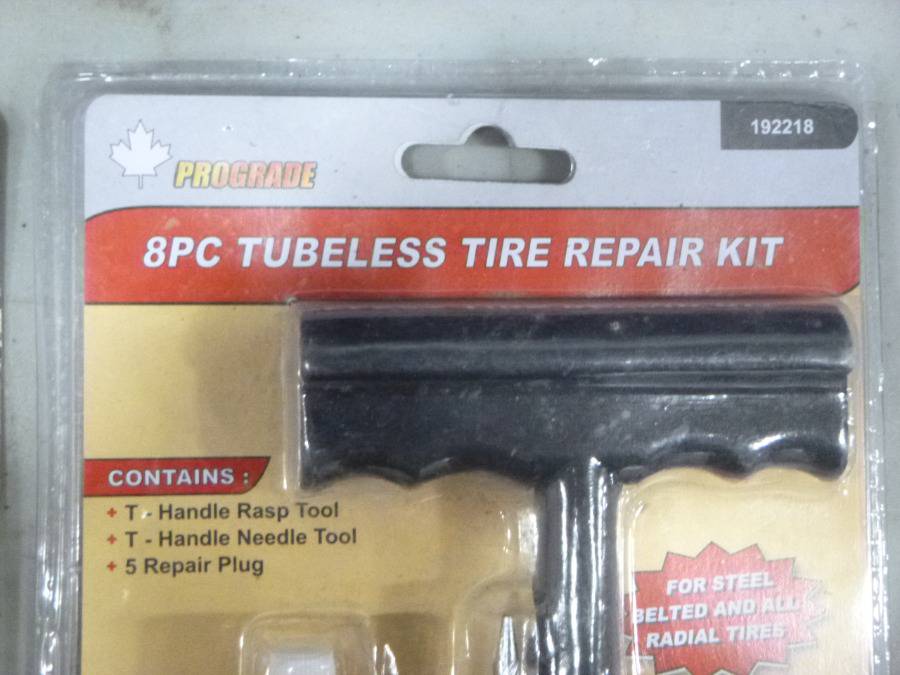 192218
PROGRADE
8PC TUBELESS TIRE REPAIR KIT
CONTAINS :
+ T - Handle Rasp Tool
+ T - Handle Needle Tool
+ 5 Repair Plug
FOR STEEL
BELTED AND ALL
RADIAL TIRES